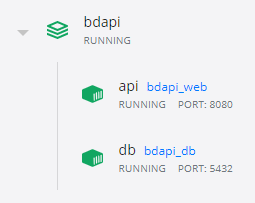 bdapi
RUNNING
api bdapi_web
RUNNING PORT: 8080
db bdapi_db
RUNNING PORT: 5432